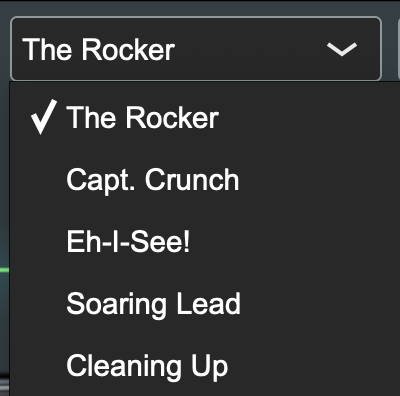 The Rocker
The Rocker
Capt. Crunch
Eh-I-See!
Soaring Lead
Cleaning Up